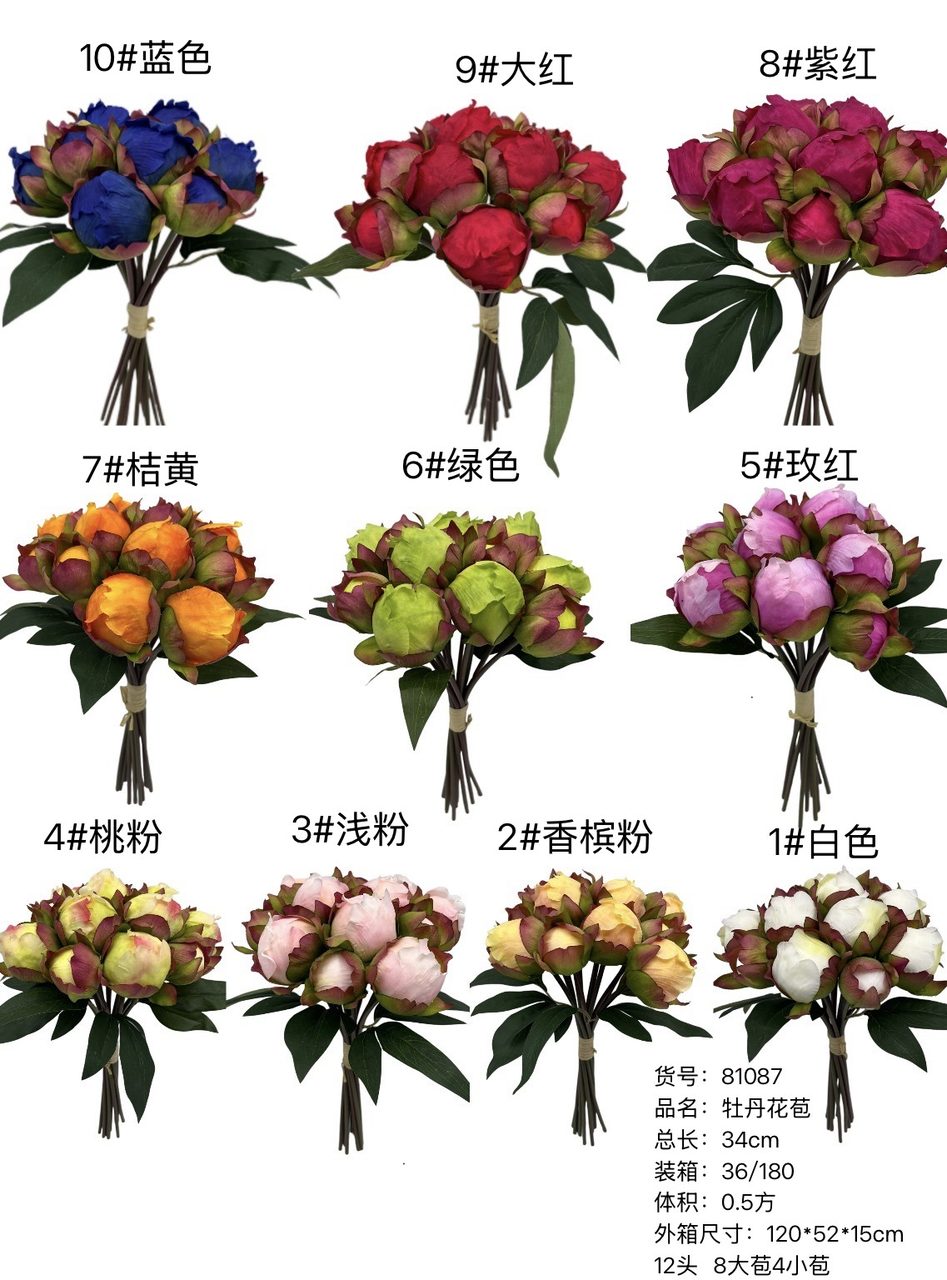 10#蓝色
9#大红
8#紫红
7#桔黄
6#绿色
5#玫红
4#桃粉
3#浅粉
2#香槟粉
1#白色
货号：81087
品名：牡丹花苞
总长：34cm
装箱：36/180
体积：0.5方
外箱尺寸：120*52*15cm
12头 8大苞4小苞